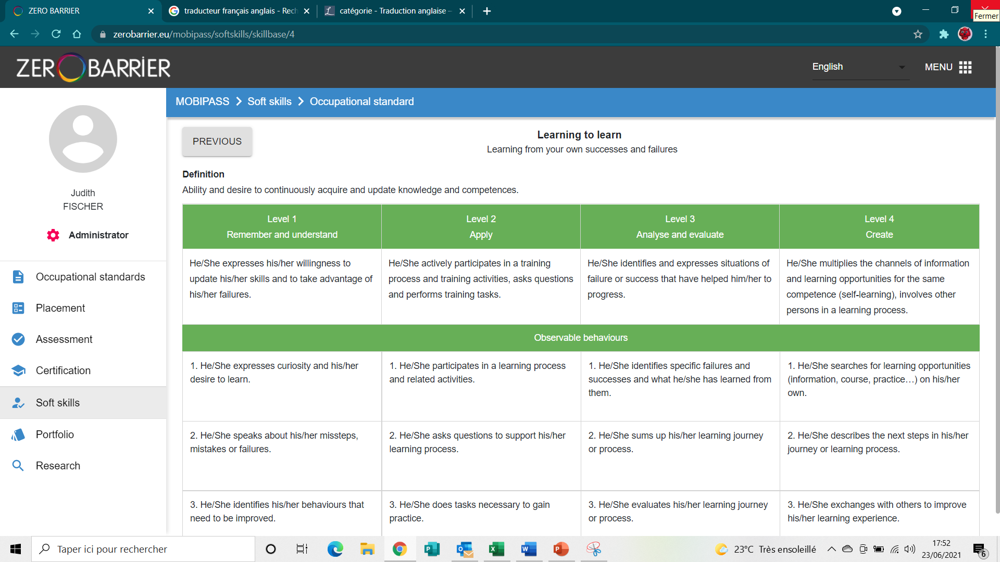 ZERO BARRIER
traducteur français anglais - Rech
catégorie - Traduction anglaise –
Fermer
zerobarrier.eu/mobipass/softskills/skillbase/4
ZEROBARRIER
English
MENU
MOBIPASS > Soft skills > Occupational standard
Judith
FISCHER
Administrator
Occupational standards
Placement
Assessment
Certification
Soft skills
Portfolio
Research
PREVIOUS
Learning to learn
Learning from your own successes and failures
Definition
Ability and desire to continuously acquire and update knowledge and competences.
Level 1
Remember and understand
Level 2
Apply
Level 3
Analyse and evaluate
Level 4
Create
He/She expresses his/her willingness to
update his/her skills and to take advantage of
his/her failures.
He/She actively participates in a training
process and training activities, asks questions
and performs training tasks.
He/She identifies and expresses situations of
failure or success that have helped him/her to
progress.
He/She multiplies the channels of information
and learning opportunities for the same
competence (self-learning), involves other
persons in a learning process.
Observable behaviours
1. He/She expresses curiosity and his/her
desire to learn.
1. He/She participates in a learning process
and related activities.
1. He/She identifies specific failures and
successes and what he/she has learned from
them.
1. He/She searches for learning opportunities
(information, course, practice…) on his/her
own.
2. He/She speaks about his/her missteps,
mistakes or failures.
2. He/She asks questions to support his/her
learning process.
2. He/She sums up his/her learning journey
or process.
2. He/She describes the next steps in his/her
journey or learning process.
3. He/She identifies his/her behaviours that
need to be improved.
3. He/She does tasks necessary to gain
practice.
3. He/She evaluates his/her learning journey
or process.
3. He/She exchanges with others to improve
his/her learning experience.
Taper ici pour rechercher
23°C Très ensoleillé
17:52
23/06/2021
6